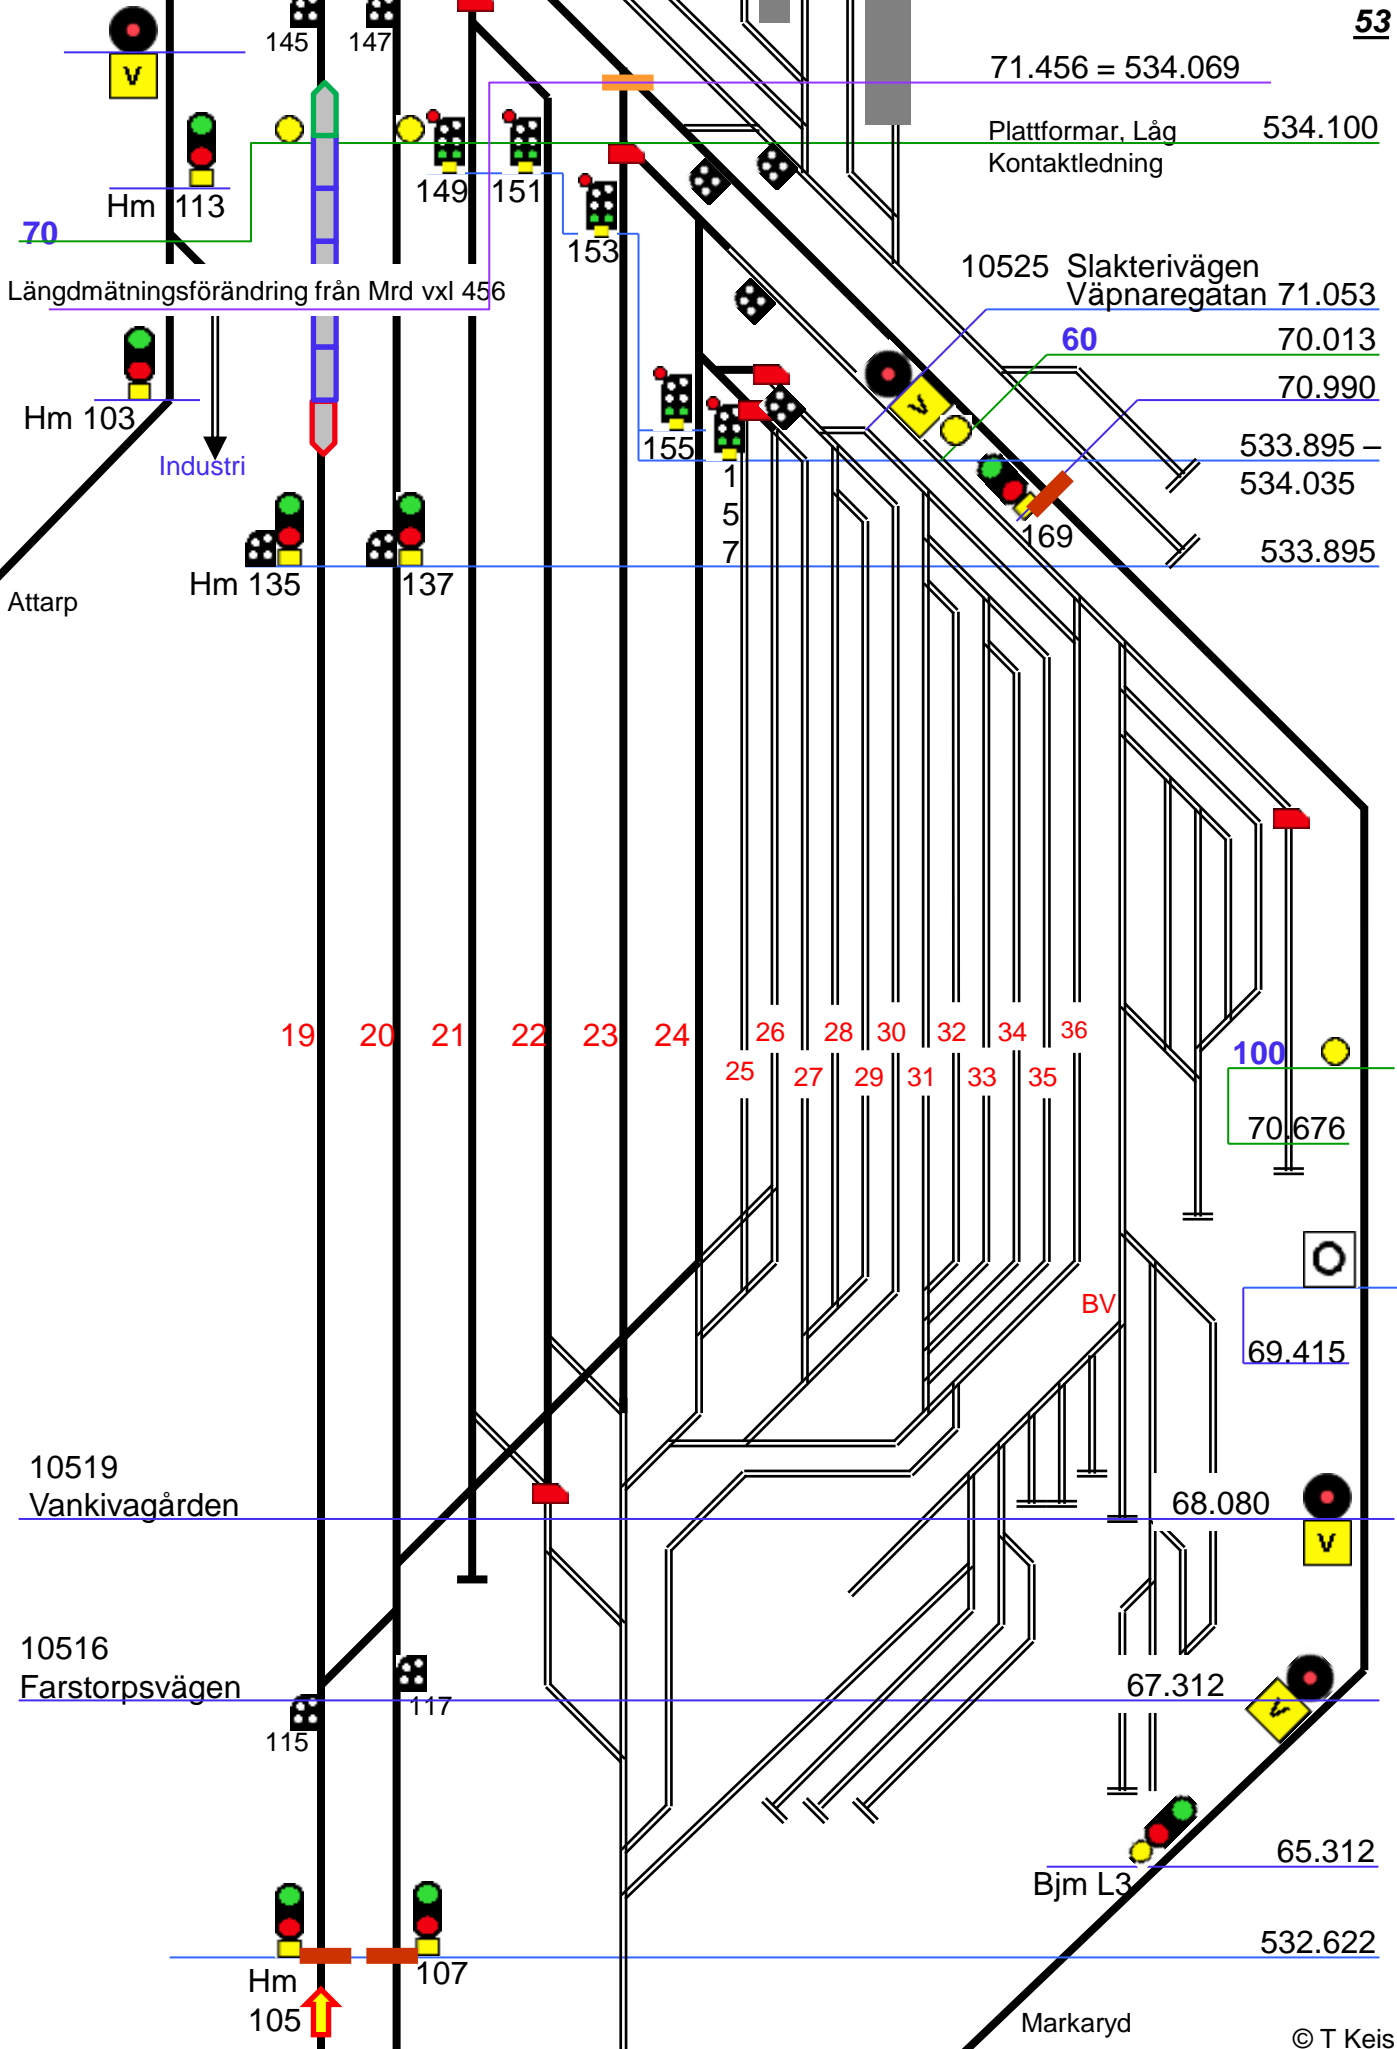 53
145
147
V
71.456 = 534.069
Plattformar, Låg
534.100
Kontaktledning
149
151
Hm 113
70
153
10525 Slakterivägen
Väpnaregatan 71.053
Längdmätningsförändring från Mrd vxl 456
60
70.013
70.990
V
Hm 103
155
533.895 –
534.035
Industri
1
5
7
169
533.895
Hm 135
137
Attarp
19
20
21
22
23
24
26
28
30
32
34
36
25
27
29
31
33
35
100
70.676
BV
69.415
10519
Vankivagården
68.080
V
10516
Farstorpsvägen
67.312
V
117
115
65.312
Bjm L3
532.622
Hm
105
107
Markaryd
© T Keis